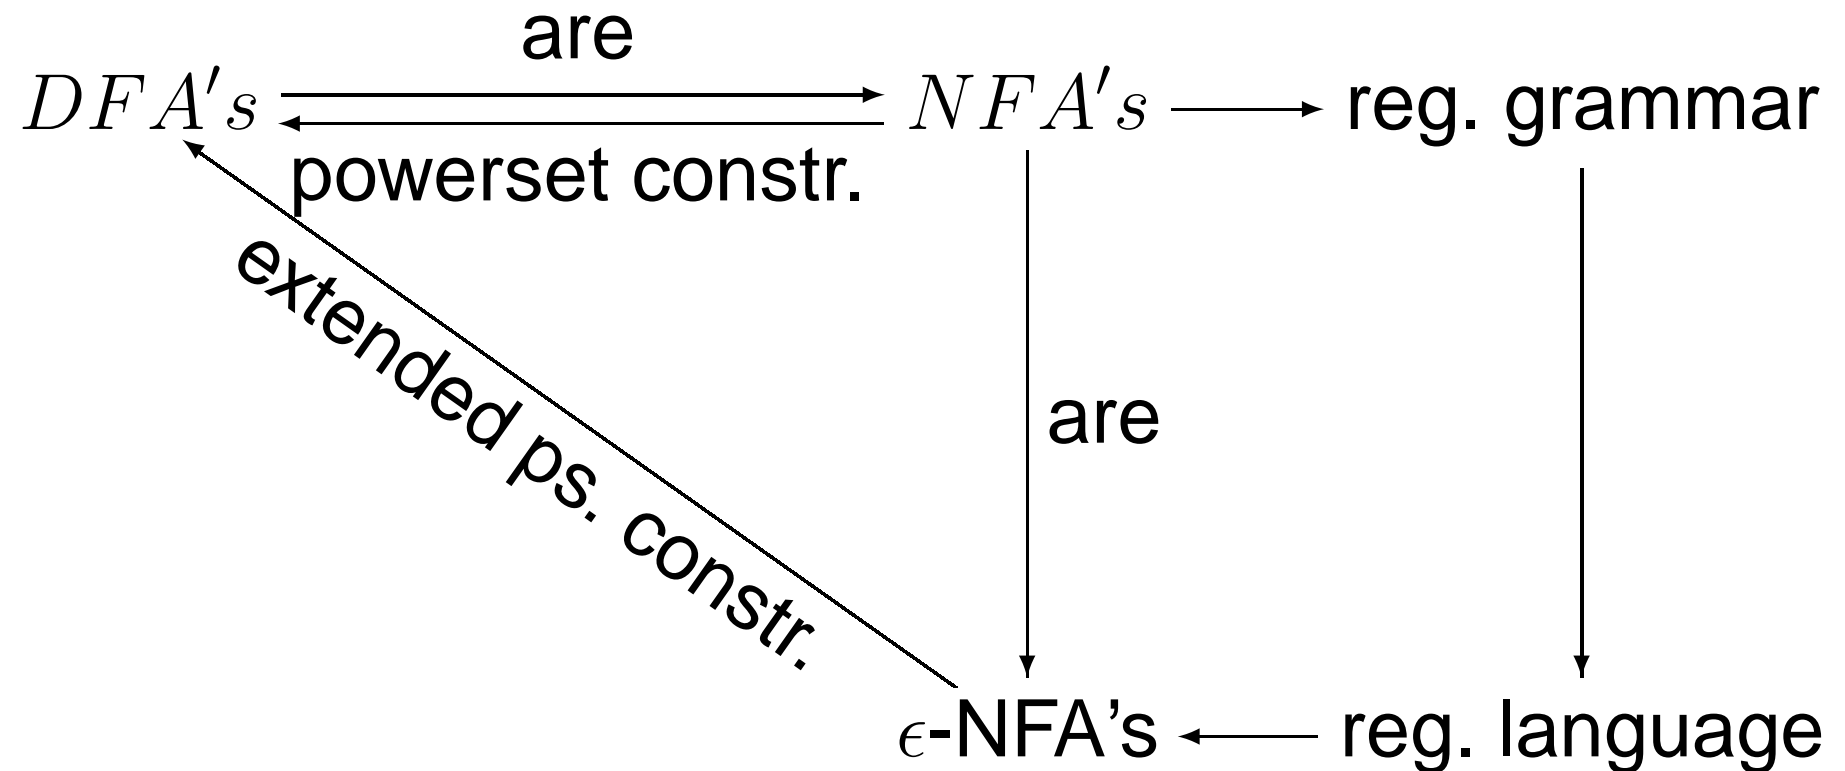 are
DFA's
NFA's
reg. grammar
powerset constr.
extended ps. constr.
are
ϵ-NFA’s
reg. language